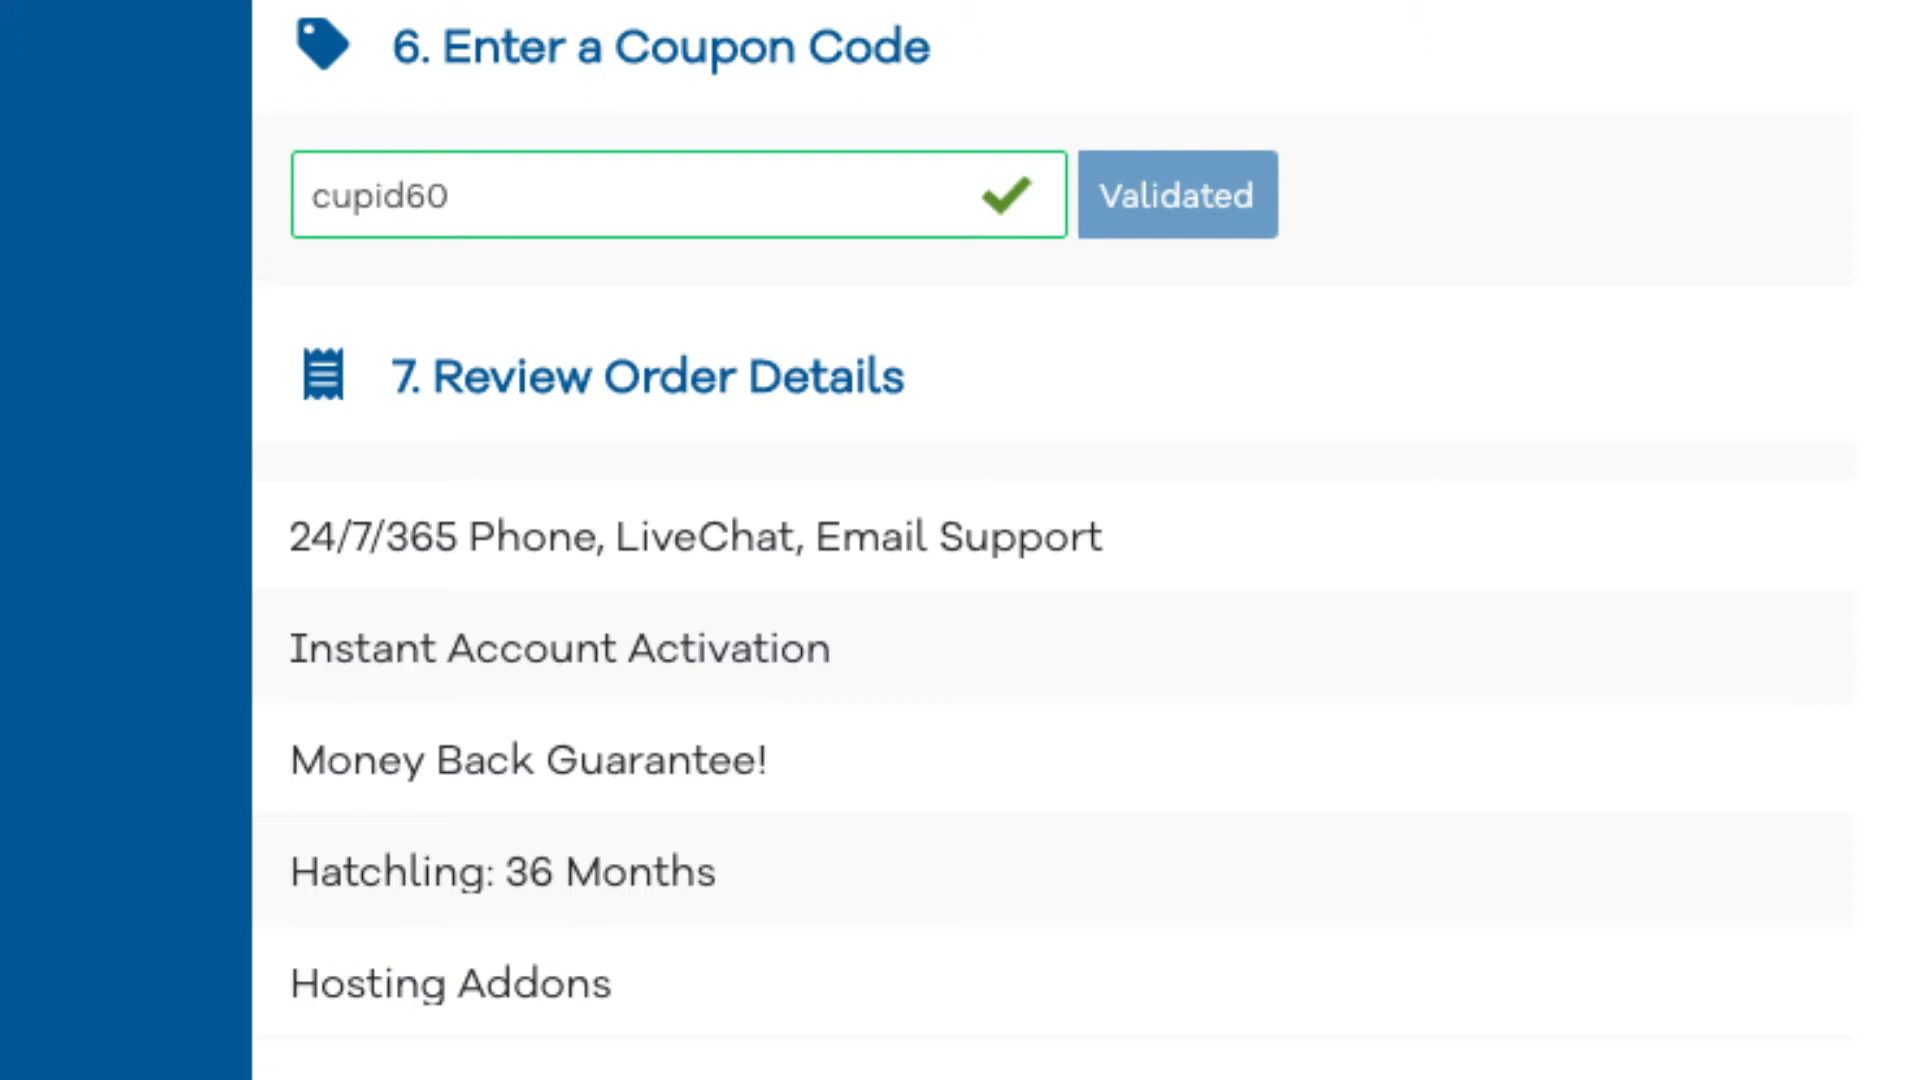 6. Enter a Coupon Code
cupid60
Validated
7. Review Order Details
24/7/365 Phone, LiveChat, Email Support
Instant Account Activation
Money Back Guarantee!
Hatchling: 36 Months
Hosting Addons